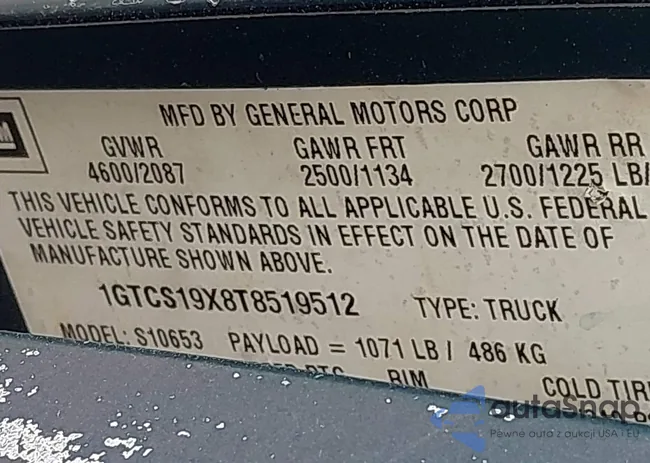 MFD BY GENERAL MOTORS CORP
GVWR GAWR FRT GAWR RR
4600/2087 2500/1134 2700/1225 LB/
THIS VEHICLE CONFORMS TO ALL APPLICABLE U.S. FEDERAL
VEHICLE SAFETY STANDARDS IN EFFECT ON THE DATE OF
MANUFACTURE SHOWN ABOVE.
1GTCS19X8T8519512 TYPE: TRUCK
MODEL: S10653 PAYLOAD = 1071 LB / 486 KG
RIM COLD TIR
autaSnap
Pewne auta z aukcji USA i EU